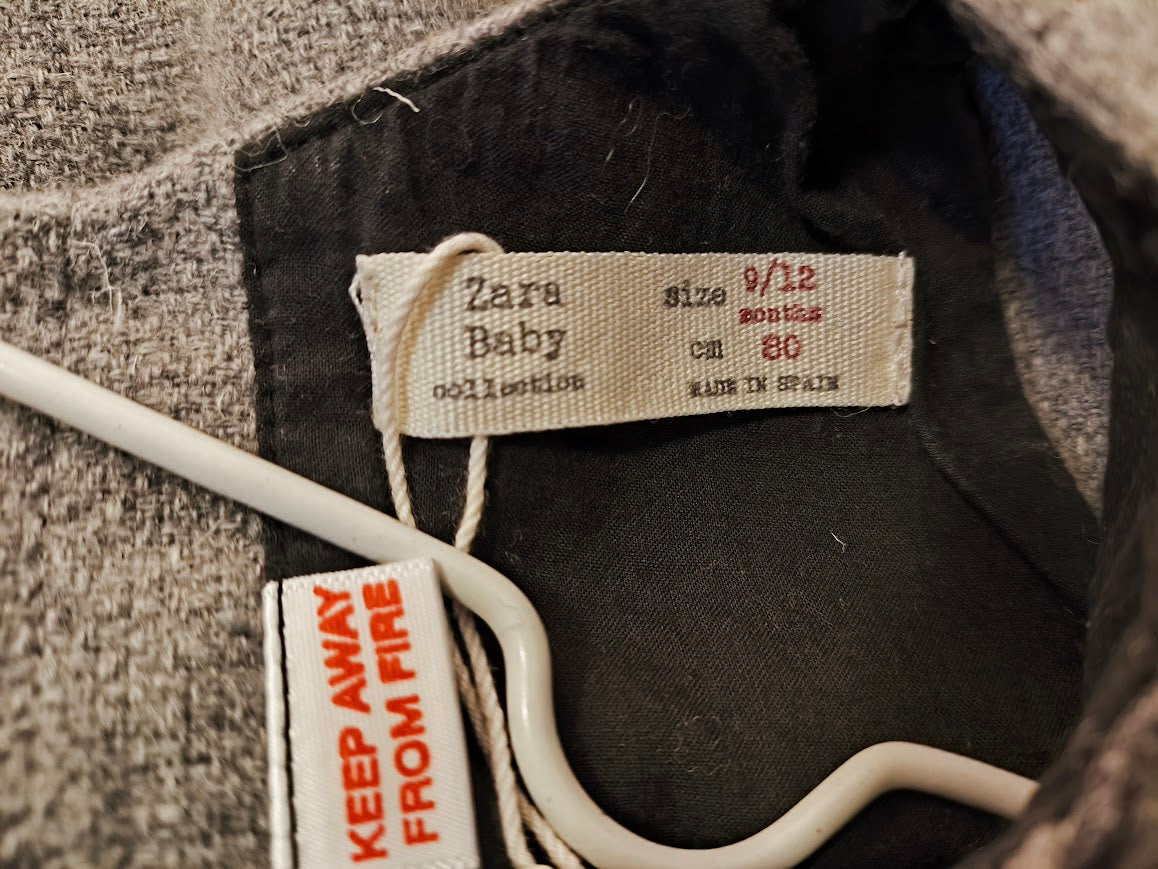 Zara
Baby
collection
size 9/12
months
cm 80
MADE IN SPAIN
KEEP AWAY
FROM FIRE